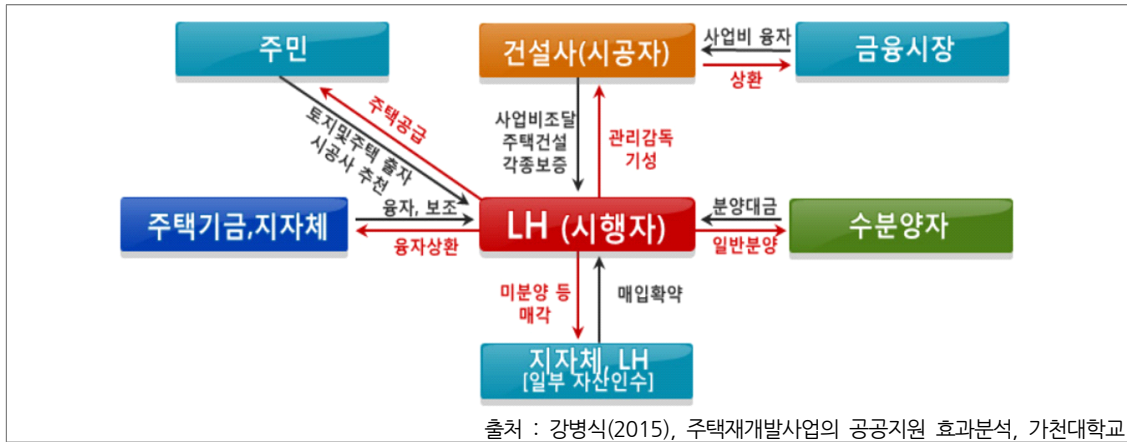 주민
건설사(시공자)
사업비 융자
상환
금융시장
주택공급
토지및주택 출자
시공사 추천
사업비조달
주택건설
각종보증
관리감독
기성
주택기금,지자체
융자, 보조
융자상환
LH (시행자)
분양대금
일반분양
수분양자
미분양 등
매각
매입확약
지자체, LH
[일부 자산인수]
출처 : 강병식(2015), 주택재개발사업의 공공지원 효과분석, 가천대학교